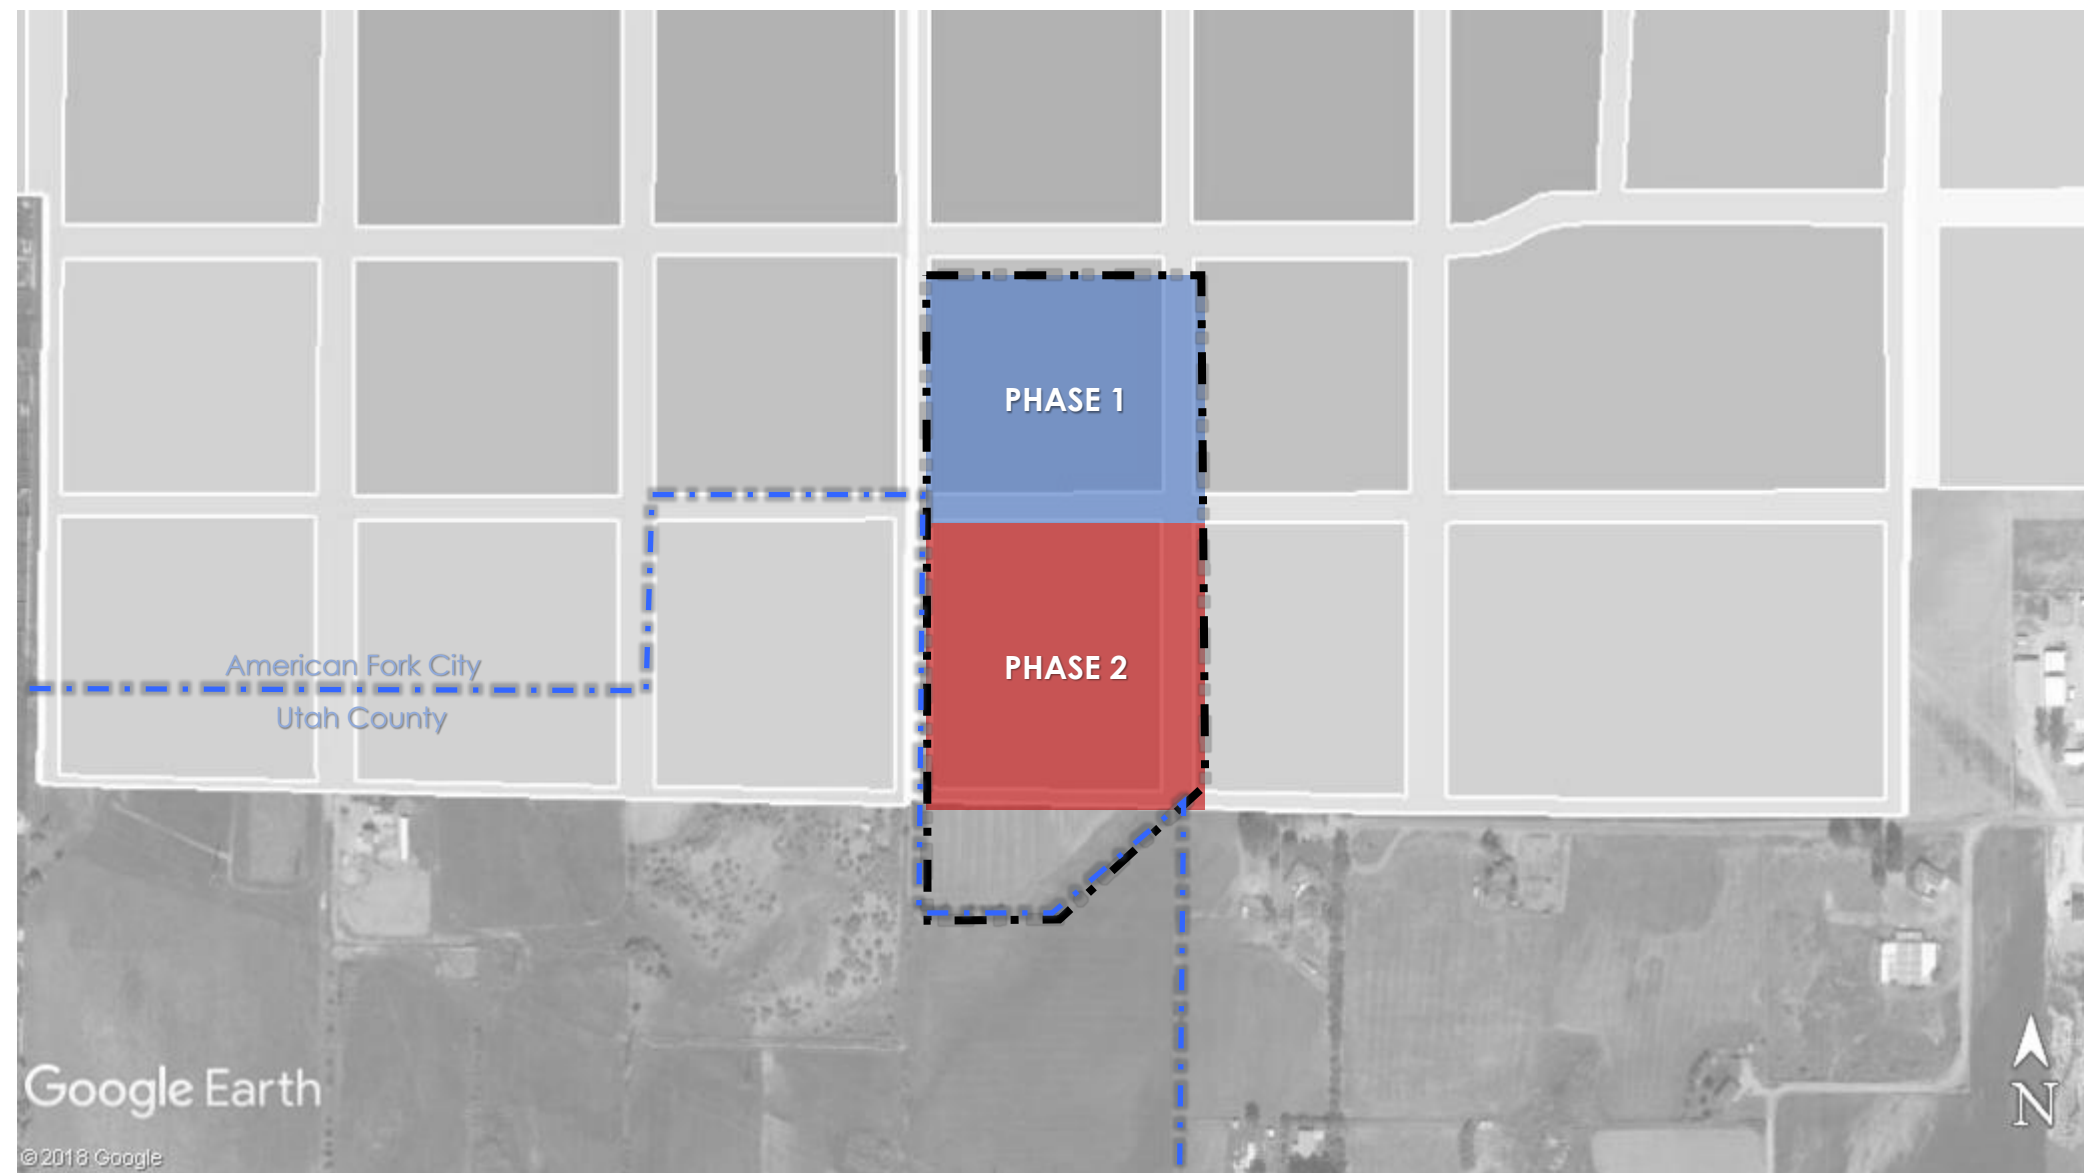 PHASE 1
American Fork City
Utah County
PHASE 2
Google Earth
N
© 2018 Google